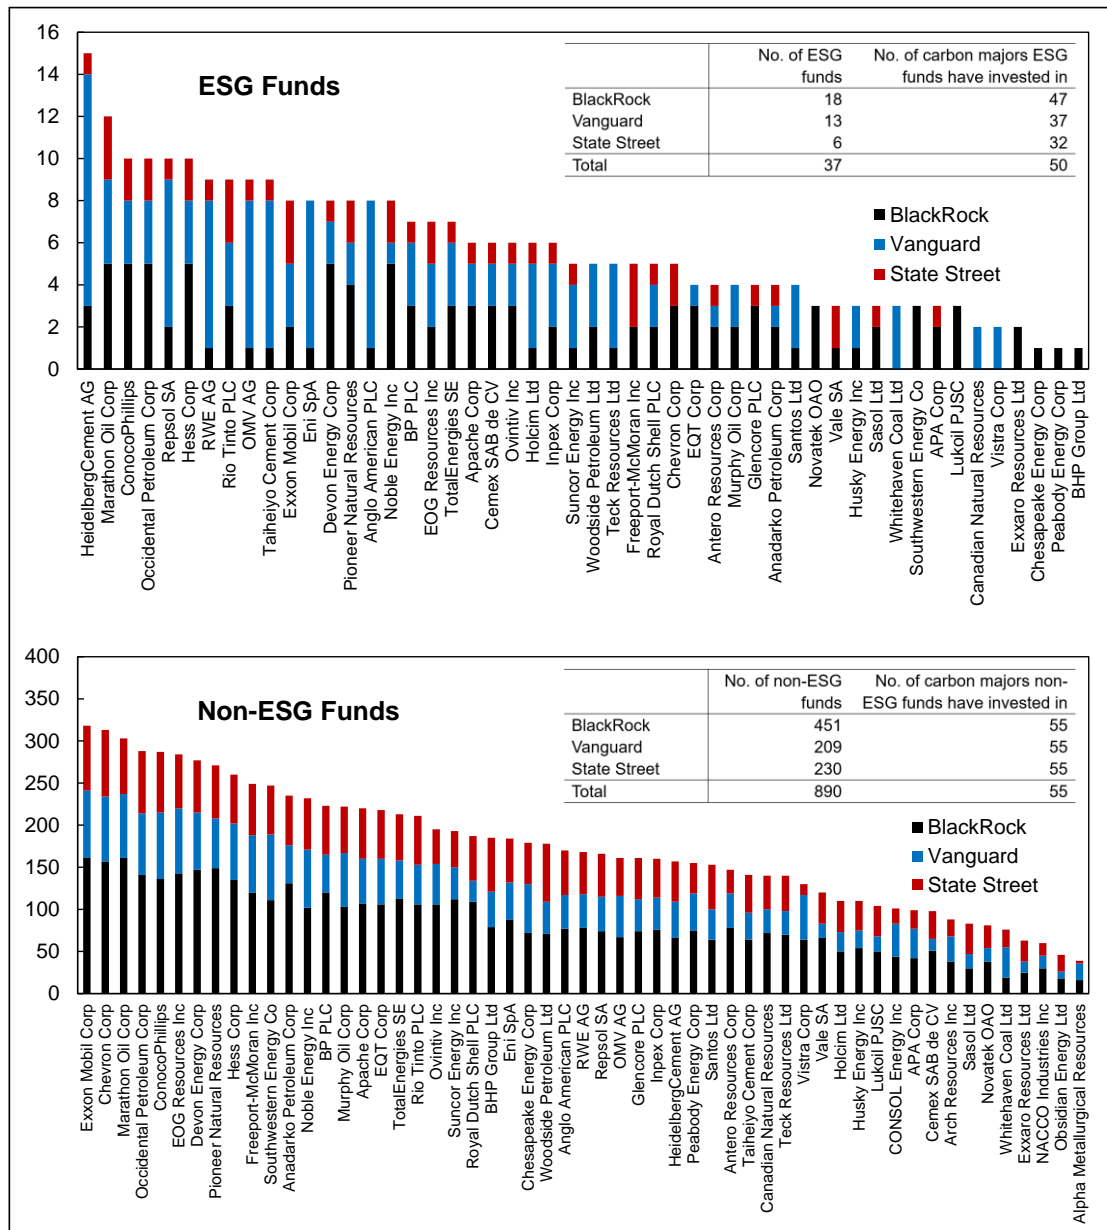 16
14
12
10
8
6
4
2
0
ESG Funds
No. of ESG funds
No. of carbon majors ESG funds have invested in
BlackRock 18 47
Vanguard 13 37
State Street 6 32
Total 37 50
BlackRock
Vanguard
State Street
HeidelbergCement AG
Marathon Oil Corp
ConocoPhillips
Occidental Petroleum Corp
Repsol SA
Hess Corp
RWE AG
Rio Tinto PLC
OMV AG
Taiheiyo Cement Corp
Exxon Mobil Corp
Eni SpA
Devon Energy Corp
Pioneer Natural Resources
Anglo American PLC
Noble Energy Inc
BP PLC
EOG Resources Inc
TotalEnergies SE
Apache Corp
Cemex SAB de CV
Ovintiv Inc
Holcim Ltd
Inpex Corp
Suncor Energy Inc
Woodside Petroleum Ltd
Teck Resources Ltd
Freeport-McMoran Inc
Royal Dutch Shell PLC
Chevron Corp
EQT Corp
Antero Resources Corp
Murphy Oil Corp
Glencore PLC
Anadarko Petroleum Corp
Santos Ltd
Novatek OAO
Vale SA
Husky Energy Inc
Sasol Ltd
Whitehaven Coal Ltd
Southwestern Energy Co
APA Corp
Lukoil PJSC
Canadian Natural Resources
Vistra Corp
Exxaro Resources Ltd
Chesapeake Energy Corp
Peabody Energy Corp
BHP Group Ltd
400
350
300
250
200
150
100
50
0
Non-ESG Funds
No. of non-ESG funds
No. of carbon majors non-ESG funds have invested in
BlackRock 451 55
Vanguard 209 55
State Street 230 55
Total 890 55
BlackRock
Vanguard
State Street
Exxon Mobil Corp
Chevron Corp
Marathon Oil Corp
Occidental Petroleum Corp
ConocoPhillips
EOG Resources Inc
Devon Energy Corp
Pioneer Natural Resources
Hess Corp
Freeport-McMoran Inc
Southwestern Energy Co
Anadarko Petroleum Corp
Noble Energy Inc
BP PLC
Murphy Oil Corp
Apache Corp
EQT Corp
TotalEnergies SE
Rio Tinto PLC
Ovintiv Inc
Suncor Energy Inc
Royal Dutch Shell PLC
BHP Group Ltd
Eni SpA
Chesapeake Energy Corp
Woodside Petroleum Ltd
Anglo American PLC
RWE AG
Repsol SA
OMV AG
Glencore PLC
Inpex Corp
HeidelbergCement AG
Peabody Energy Corp
Santos Ltd
Antero Resources Corp
Taiheiyo Cement Corp
Canadian Natural Resources
Teck Resources Ltd
Vistra Corp
Vale SA
Holcim Ltd
Husky Energy Inc
Lukoil PJSC
CONSOL Energy Inc
APA Corp
Cemex SAB de CV
Arch Resources Inc
Sasol Ltd
Novatek OAO
Whitehaven Coal Ltd
Exxaro Resources Ltd
NACCO Industries Inc
Obsidian Energy Ltd
Alpha Metallurgical Resources